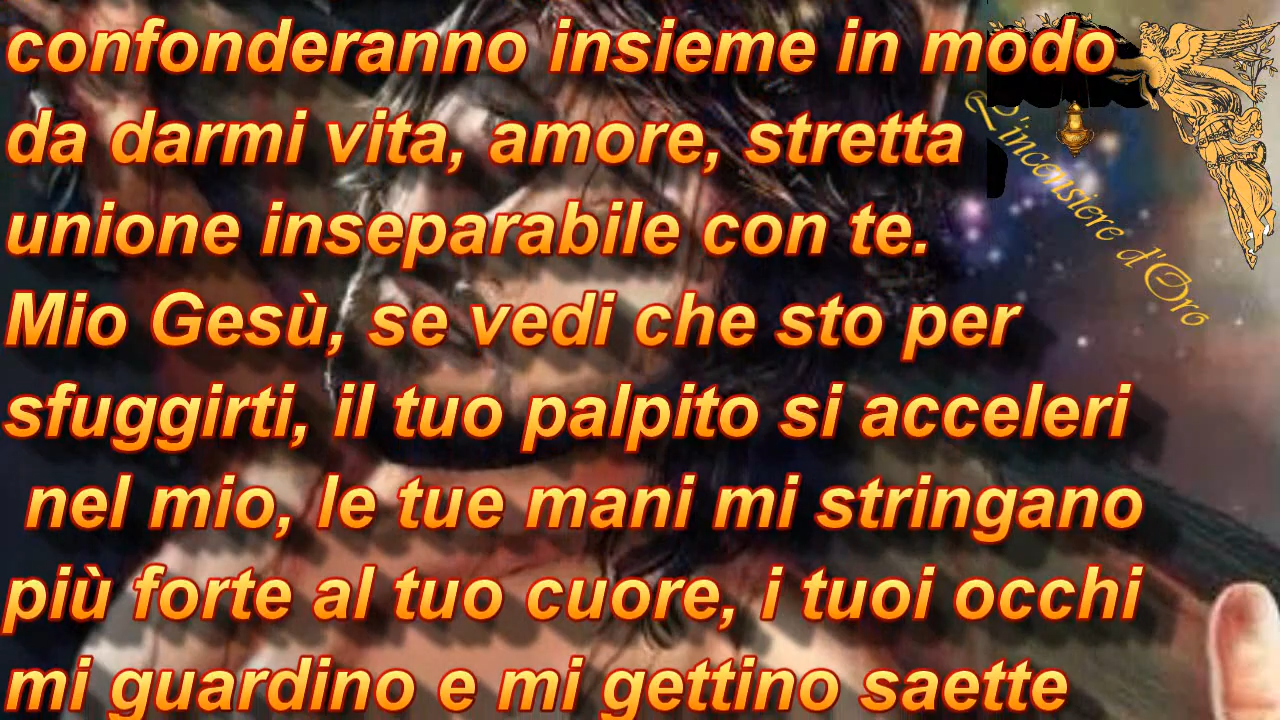 confonderanno insieme in modo
da darmi vita, amore, stretta
unione inseparabile con te.
Mio Gesù, se vedi che sto per
sfuggirti, il tuo palpito si acceleri
nel mio, le tue mani mi stringano
più forte al tuo cuore, i tuoi occhi
mi guardino e mi gettino saette
L'incensiere d'Oro